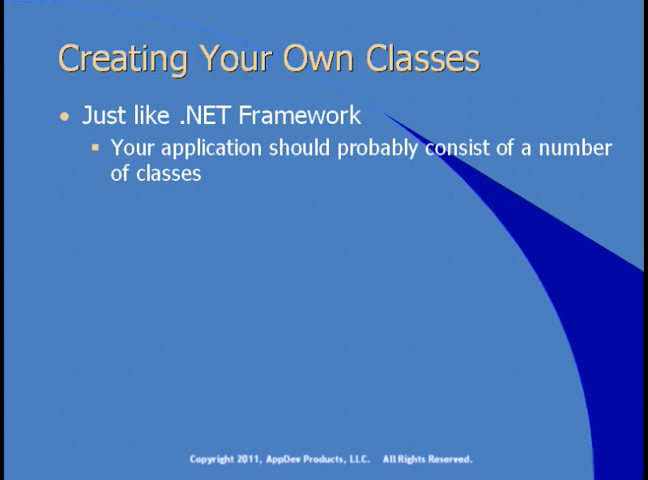 Creating Your Own Classes
• Just like .NET Framework
▪ Your application should probably consist of a number
of classes
Copyright 2011, AppDev Products, LLC. All Rights Reserved.